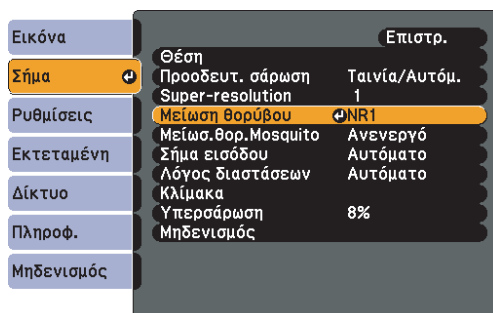 Εικόνα
Σήμα
Ρυθμίσεις
Εκτεταμένη
Δίκτυο
Πληροφ.
Μηδενισμός
Επιστρ.
Θέση
Προοδευτ. σάρωση Ταινία/Αυτόμ.
Super-resolution 1
Μείωση θορύβου NR1
Μείωσ.θορ.Mosquito Ανενεργό
Σήμα εισόδου Αυτόματο
Λόγος διαστάσεων Αυτόματο
Κλίμακα
Υπερσάρωση 8%
Μηδενισμός